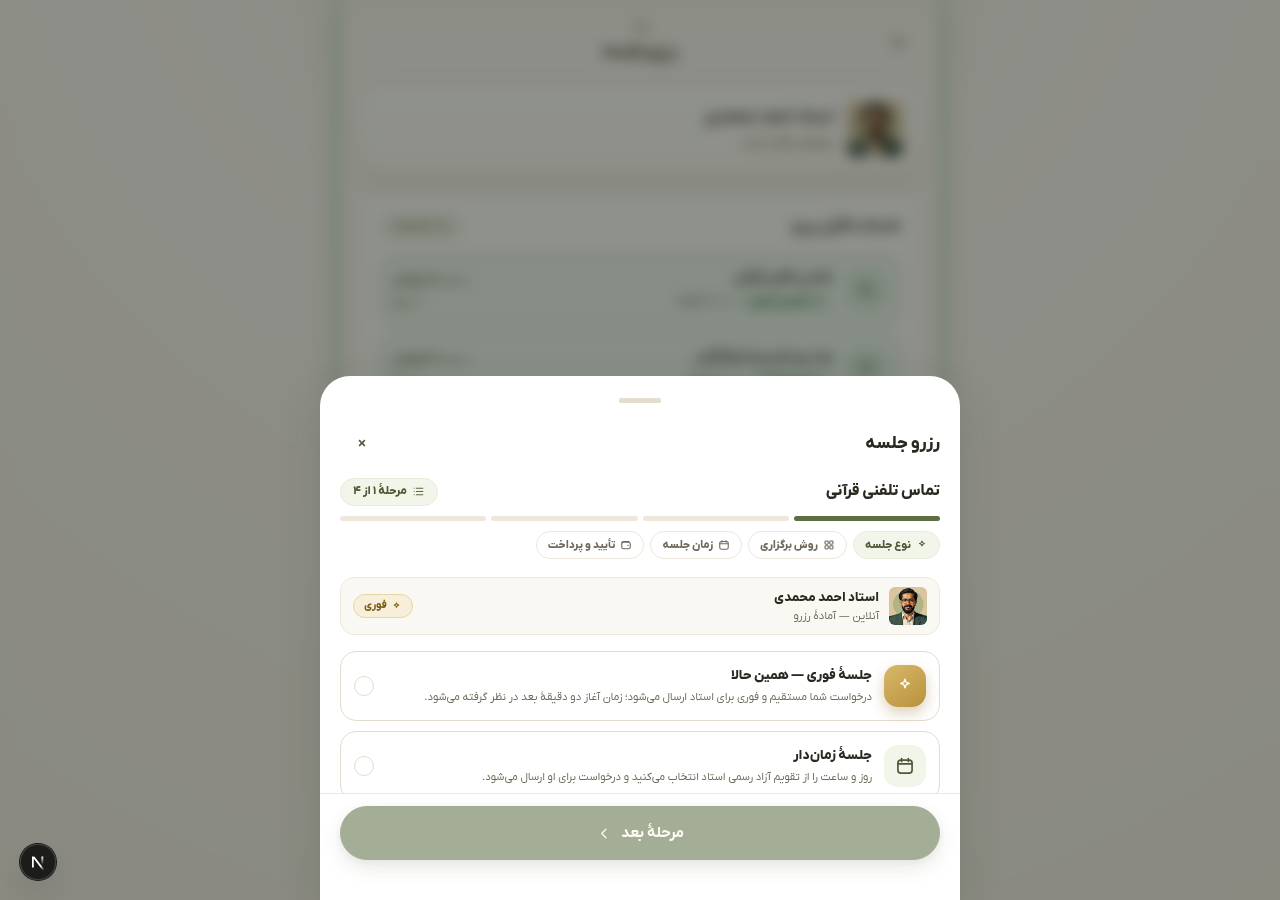 رزرو جلسه
×
تماس تلفنی قرآنی
مرحلهٔ ۱ از ۴
نوع جلسه
روش برگزاری
زمان جلسه
تأیید و پرداخت
استاد احمد محمدی
آنلاین — آمادهٔ رزرو
فوری
جلسهٔ فوری — همین حالا
درخواست شما مستقیم و فوری برای استاد ارسال می‌شود؛ زمان آغاز دو دقیقهٔ بعد در نظر گرفته می‌شود.
جلسهٔ زمان‌دار
روز و ساعت را از تقویم آزاد رسمی استاد انتخاب می‌کنید و درخواست برای او ارسال می‌شود.
مرحلهٔ بعد
N